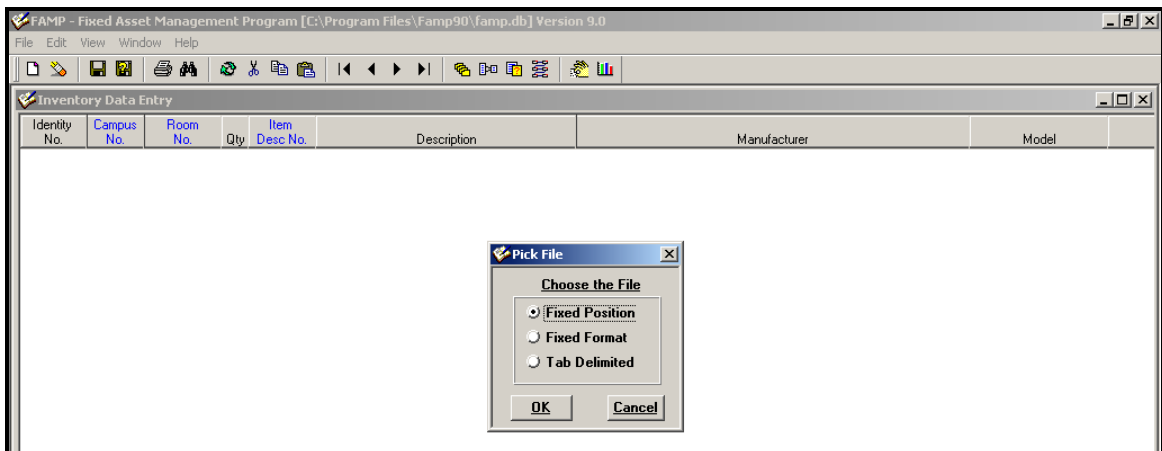 FAMP - Fixed Asset Management Program [C:\Program Files\Famp90\famp.db] Version 9.0
File Edit View Window Help
Inventory Data Entry
Identity No. Campus No. Room No. Qty Item Desc No. Description Manufacturer Model
Pick File
Choose the File
Fixed Position
Fixed Format
Tab Delimited
OK Cancel